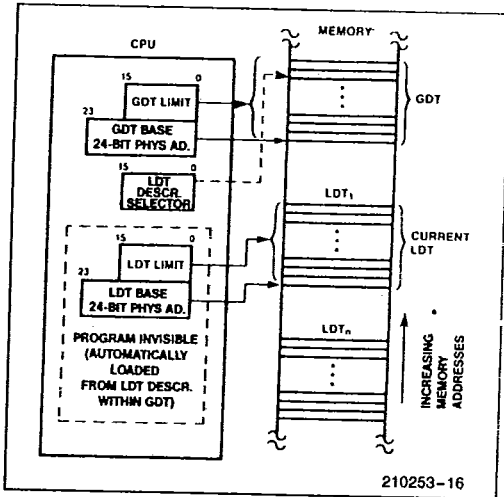 CPU
MEMORY
15 0
GDT LIMIT
23
GDT BASE
24-BIT PHYS AD.
15 0
LDT
DESCR.
SELECTOR
15 0
LDT LIMIT
23
LDT BASE
24-BIT PHYS AD.
PROGRAM INVISIBLE
(AUTOMATICALLY
LOADED
FROM LDT DESCR.
WITHIN GDT)
GDT
LDT₁
CURRENT
LDT
LDTₙ
INCREASING
MEMORY
ADDRESSES
210253-16